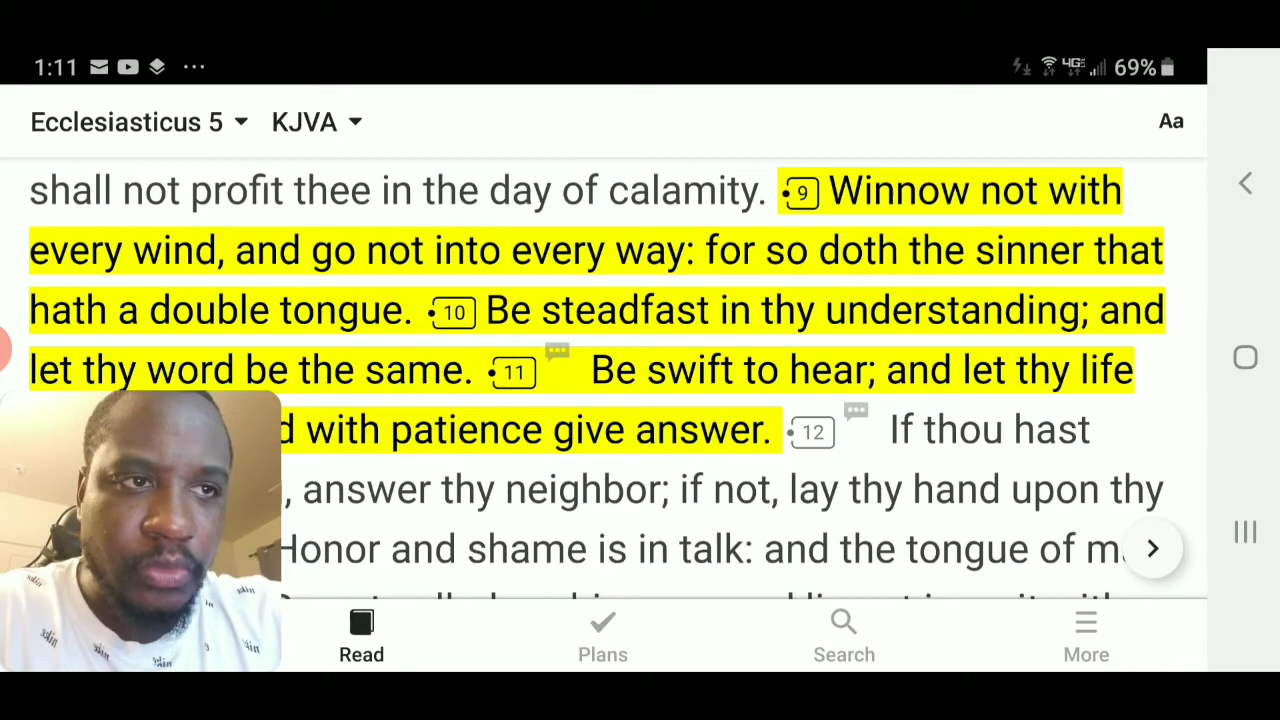 1:11 69%
Ecclesiasticus 5 KJVA Aa
shall not profit thee in the day of calamity. 9 Winnow not with
every wind, and go not into every way: for so doth the sinner that
hath a double tongue. 10 Be steadfast in thy understanding; and
let thy word be the same. 11 Be swift to hear; and let thy life
with patience give answer. 12 If thou hast
, answer thy neighbor; if not, lay thy hand upon thy
Honor and shame is in talk: and the tongue of
Read Plans Search More